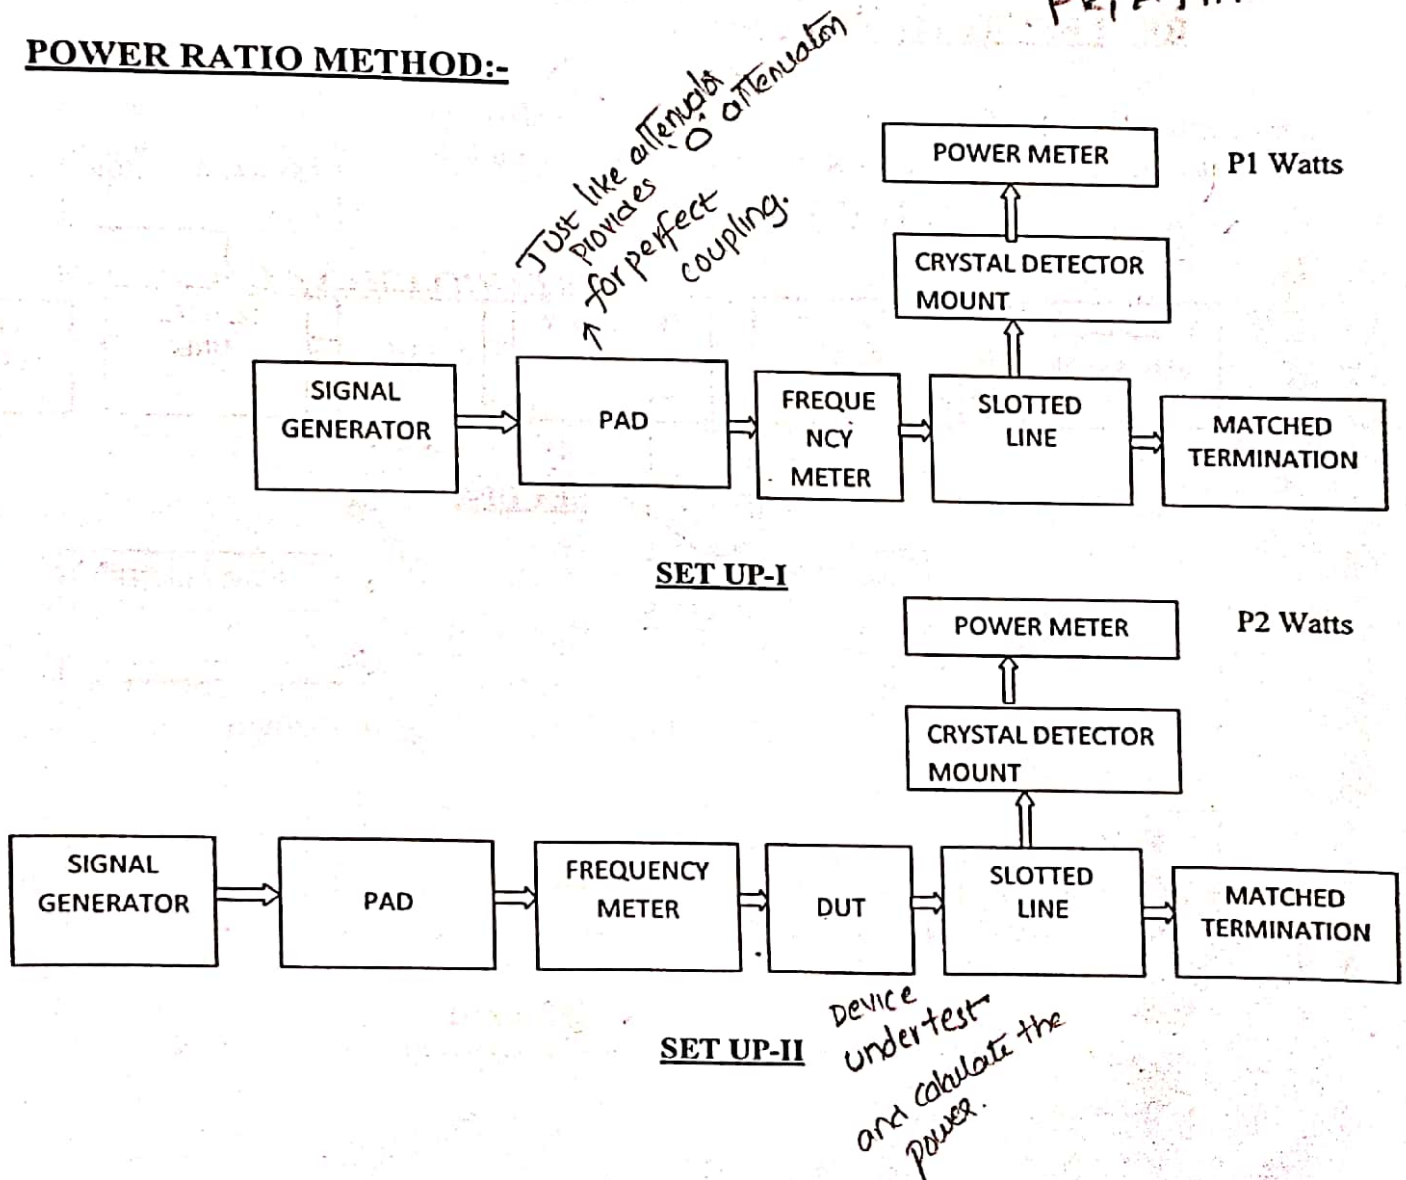 POWER RATIO METHOD:-
Just like attenuator
provides '0' attenuation
for perfect
coupling.
POWER METER
P1 Watts
CRYSTAL DETECTOR
MOUNT
SIGNAL
GENERATOR
PAD
FREQUE
NCY
METER
SLOTTED
LINE
MATCHED
TERMINATION
SET UP-I
POWER METER
P2 Watts
CRYSTAL DETECTOR
MOUNT
SIGNAL
GENERATOR
PAD
FREQUENCY
METER
DUT
SLOTTED
LINE
MATCHED
TERMINATION
SET UP-II
Device
undertest
and calculate the
power.